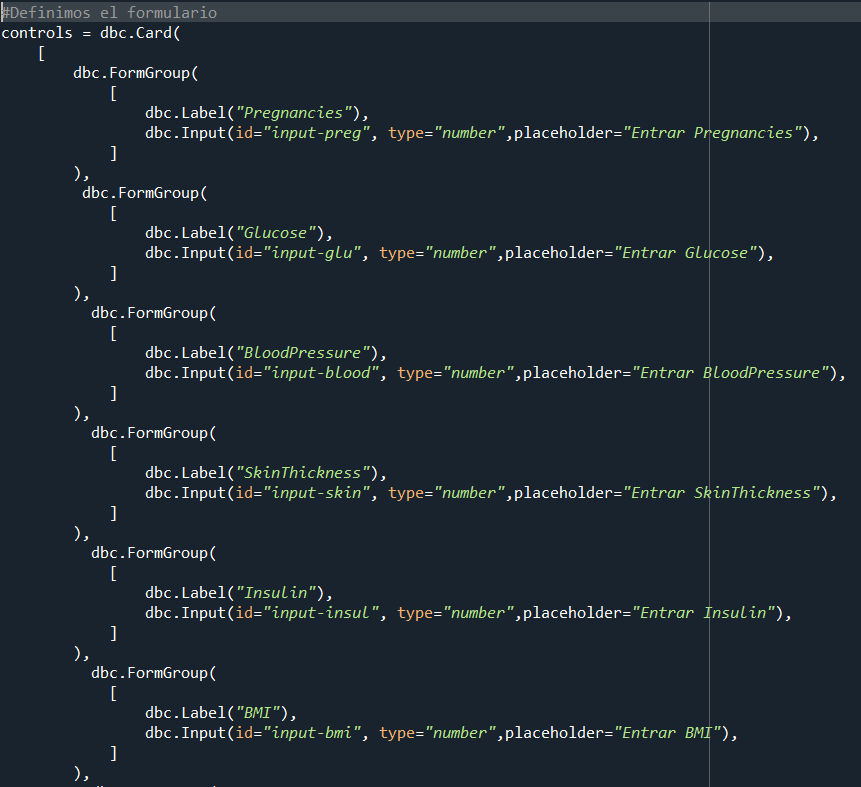 #Definimos el formulario
controls = dbc.Card(
    [
        dbc.FormGroup(
            [
                dbc.Label("Pregnancies"),
                dbc.Input(id="input-preg", type="number",placeholder="Entrar Pregnancies"),
            ]
        ),
         dbc.FormGroup(
            [
                dbc.Label("Glucose"),
                dbc.Input(id="input-glu", type="number",placeholder="Entrar Glucose"),
            ]
        ),
          dbc.FormGroup(
            [
                dbc.Label("BloodPressure"),
                dbc.Input(id="input-blood", type="number",placeholder="Entrar BloodPressure"),
            ]
        ),
          dbc.FormGroup(
            [
                dbc.Label("SkinThickness"),
                dbc.Input(id="input-skin", type="number",placeholder="Entrar SkinThickness"),
            ]
        ),
          dbc.FormGroup(
            [
                dbc.Label("Insulin"),
                dbc.Input(id="input-insul", type="number",placeholder="Entrar Insulin"),
            ]
        ),
          dbc.FormGroup(
            [
                dbc.Label("BMI"),
                dbc.Input(id="input-bmi", type="number",placeholder="Entrar BMI"),
            ]
        ),